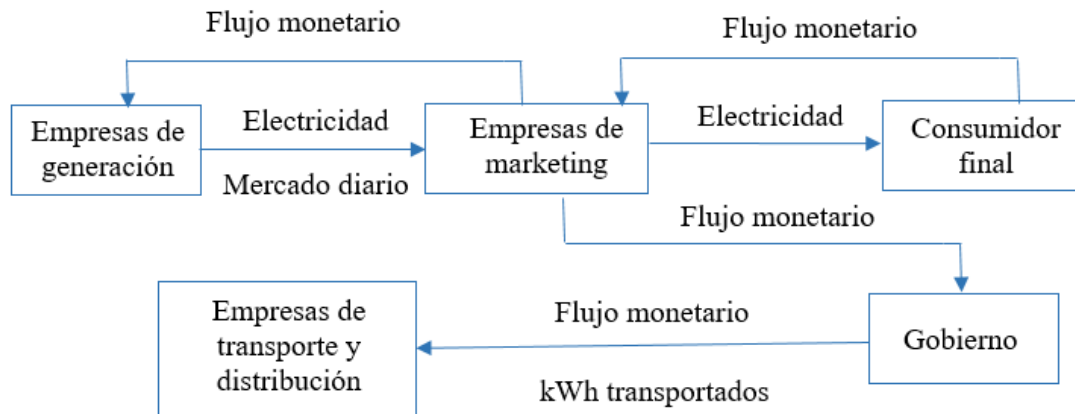 Flujo monetario
Flujo monetario
Empresas de
generación
Electricidad
Mercado diario
Empresas de
marketing
Electricidad
Consumidor
final
Flujo monetario
Empresas de
transporte y
distribución
Flujo monetario
kWh transportados
Gobierno